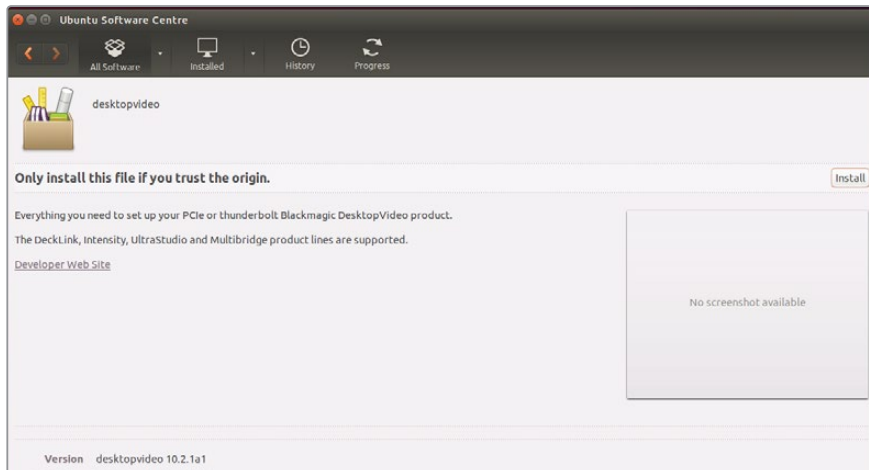 Ubuntu Software Centre
All Software
Installed
History
Progress
desktopvideo
Only install this file if you trust the origin.
Install
Everything you need to set up your PCIe or thunderbolt Blackmagic DesktopVideo product.
The DeckLink, Intensity, UltraStudio and Multibridge product lines are supported.
Developer Web Site
No screenshot available
Version desktopvideo 10.2.1a1